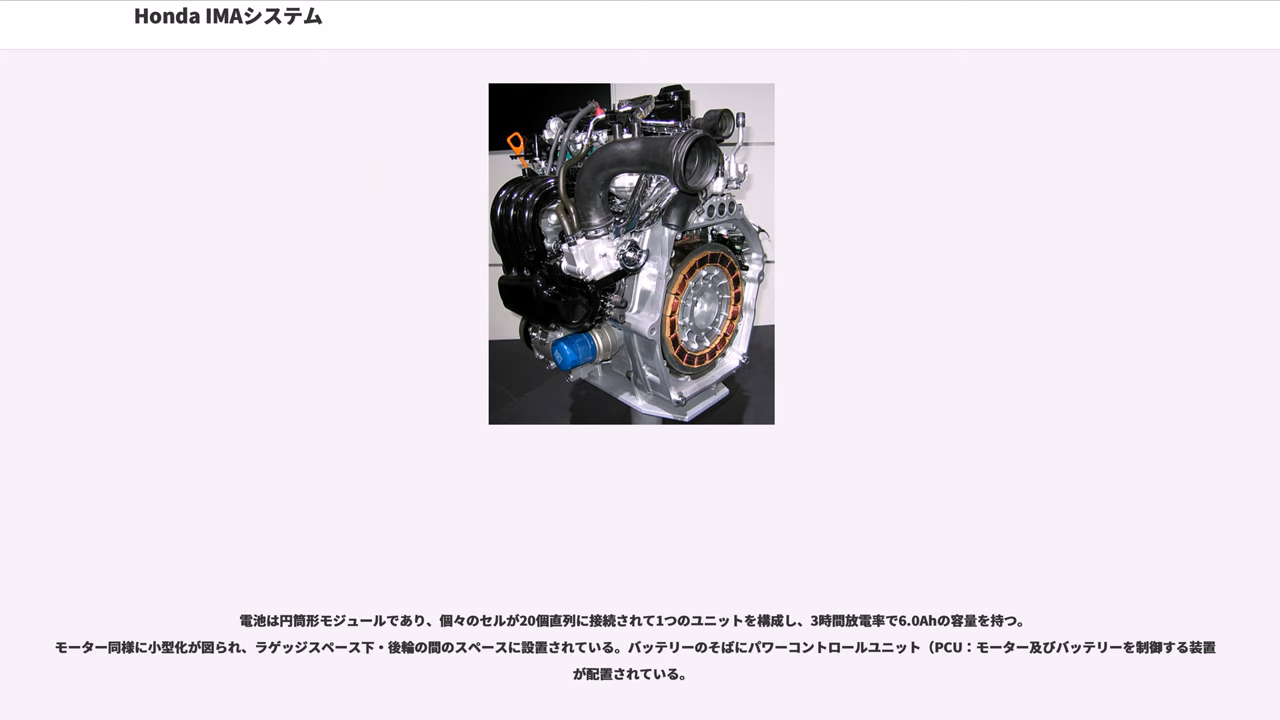 Honda IMAシステム
電池は円筒形モジュールであり、個々のセルが20個直列に接続されて1つのユニットを構成し、3時間放電率で6.0Ahの容量を持つ。
モーター同様に小型化が図られ、ラゲッジスペース下・後輪の間のスペースに設置されている。バッテリーのそばにパワーコントロールユニット（PCU：モーター及びバッテリーを制御する装置
が配置されている。